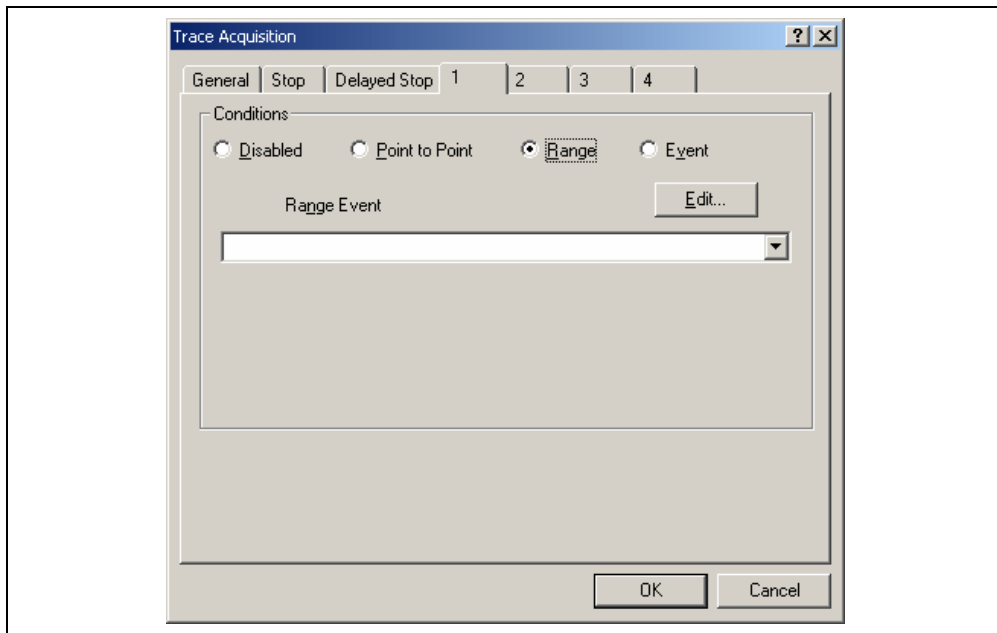 Trace Acquisition
General Stop Delayed Stop 1 2 3 4
Conditions
Disabled Point to Point Range Event
Range Event Edit...
OK Cancel